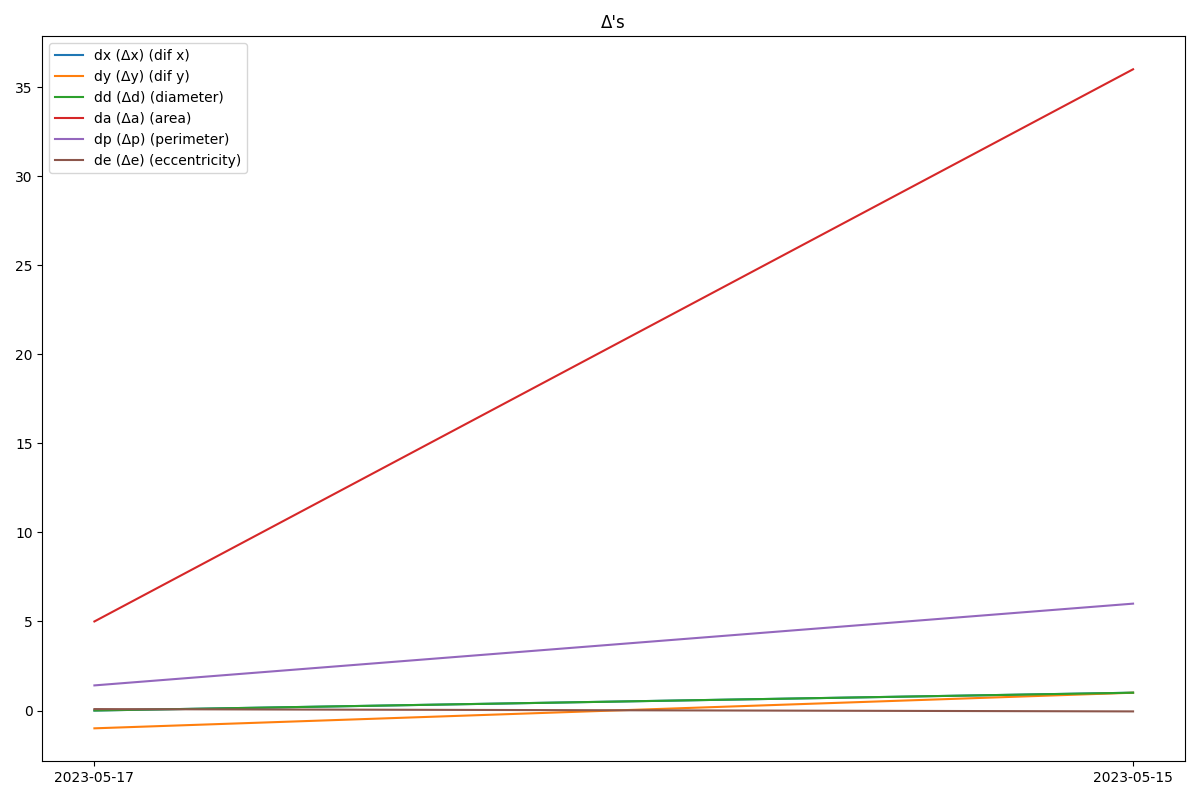 Δ's
dx (Δx) (dif x)
dy (Δy) (dif y)
dd (Δd) (diameter)
da (Δa) (area)
dp (Δp) (perimeter)
de (Δe) (eccentricity)
35
30
25
20
15
10
5
0
2023-05-17
2023-05-15